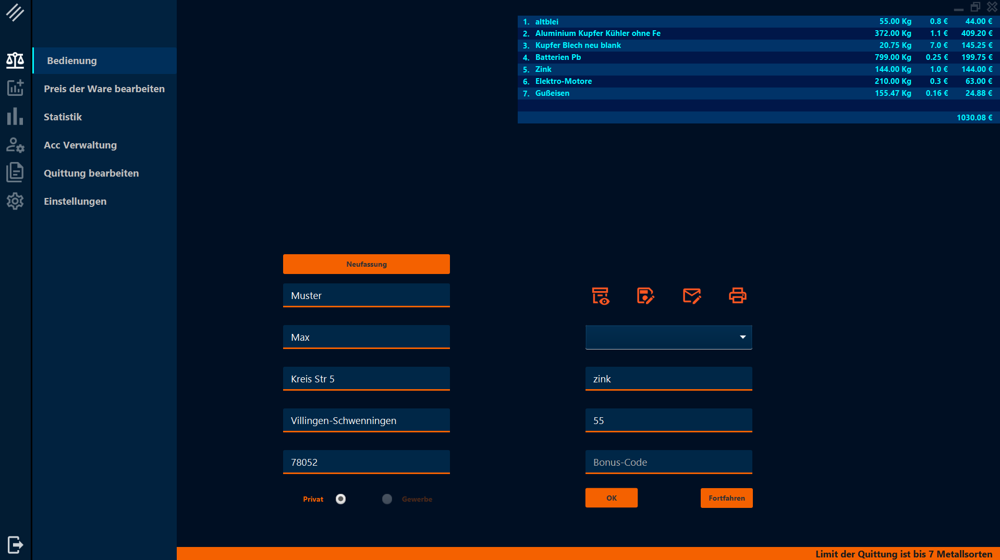 Bedienung
Preis der Ware bearbeiten
Statistik
Acc Verwaltung
Quittung bearbeiten
Einstellungen
1. altblei 55.00 Kg 0.8 € 44.00 €
2. Aluminium Kupfer Kühler ohne Fe 372.00 Kg 1.1 € 409.20 €
3. Kupfer Blech neu blank 20.75 Kg 7.0 € 145.25 €
4. Batterien Pb 799.00 Kg 0.25 € 199.75 €
5. Zink 144.00 Kg 1.0 € 144.00 €
6. Elektro-Motore 210.00 Kg 0.3 € 63.00 €
7. Gußeisen 155.47 Kg 0.16 € 24.88 €
1030.08 €
Neufassung
Muster
Max
Kreis Str 5
Villingen-Schwenningen
78052
Privat Gewerbe
zink
55
Bonus-Code
OK Fortfahren
Limit der Quittung ist bis 7 Metallsorten